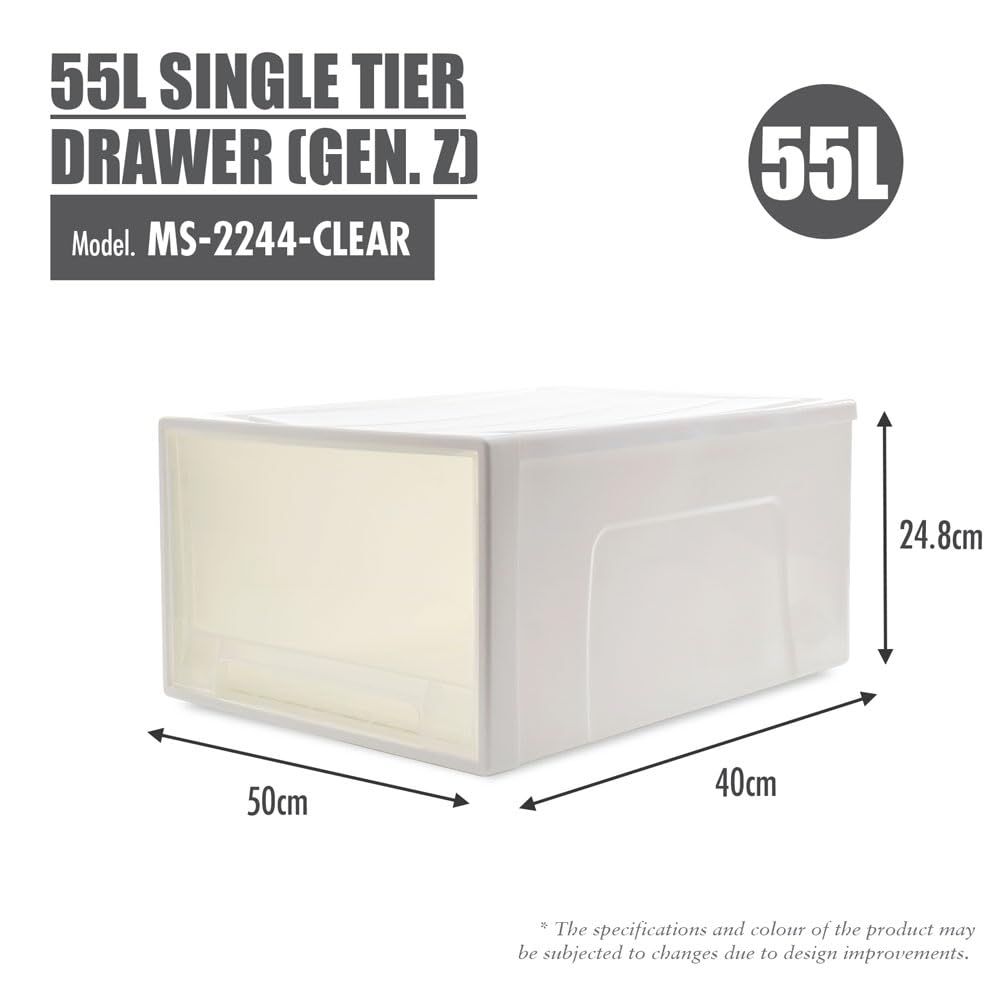 55L SINGLE TIER
DRAWER (GEN. Z)
Model. MS-2244-CLEAR
55L
24.8cm
40cm
50cm
* The specifications and colour of the product may
be subjected to changes due to design improvements.